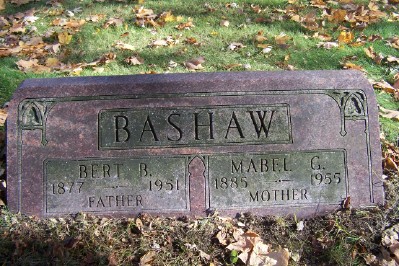 BASHAW
BERT B. MABEL G.
1877 – 1951 1885 – 1955
FATHER MOTHER